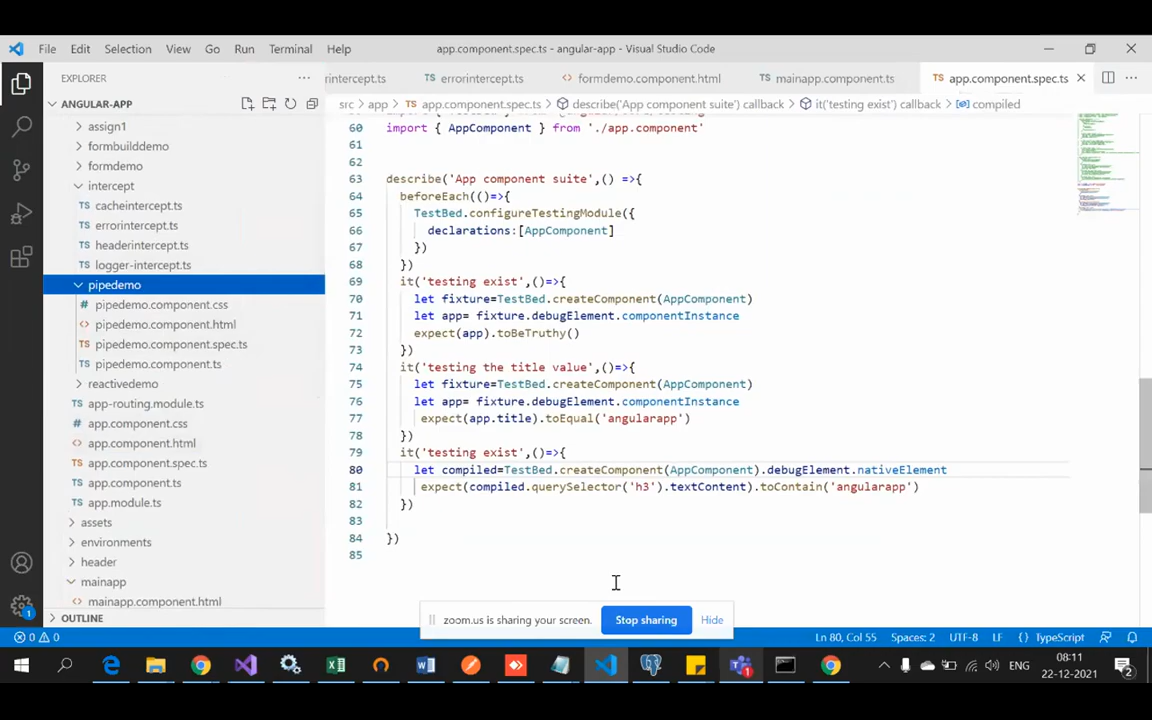 File Edit Selection View Go Run Terminal Help
app.component.spec.ts - angular-app - Visual Studio Code
EXPLORER
rintercept.ts
errorintercept.ts
formdemo.component.html
mainapp.component.ts
app.component.spec.ts
ANGULAR-APP
src > app > app.component.spec.ts > describe('App component suite') callback > it('testing exist') callback > compiled
assign1
formbuilddemo
formdemo
intercept
cacheintercept.ts
errorintercept.ts
headerintercept.ts
logger-intercept.ts
pipedemo
pipedemo.component.css
pipedemo.component.html
pipedemo.component.spec.ts
pipedemo.component.ts
reactivedemo
app-routing.module.ts
app.component.css
app.component.html
app.component.spec.ts
app.component.ts
app.module.ts
assets
environments
header
mainapp
mainapp.component.html
OUTLINE
60 import { AppComponent } from './app.component'
61
62
63 describe('App component suite',() =>{
64 beforeEach(()=>{
65 TestBed.configureTestingModule({
66 declarations:[AppComponent]
67 })
68 })
69 it('testing exist',()=>{
70 let fixture=TestBed.createComponent(AppComponent)
71 let app= fixture.debugElement.componentInstance
72 expect(app).toBeTruthy()
73 })
74 it('testing the title value',()=>{
75 let fixture=TestBed.createComponent(AppComponent)
76 let app= fixture.debugElement.componentInstance
77 expect(app.title).toEqual('angularapp')
78 })
79 it('testing exist',()=>{
80 let compiled=TestBed.createComponent(AppComponent).debugElement.nativeElement
81 expect(compiled.querySelector('h3').textContent).toContain('angularapp')
82 })
83
84 })
85
zoom.us is sharing your screen. Stop sharing Hide
0 0 Ln 80, Col 55 Spaces: 2 UTF-8 LF {} TypeScript
1
1
ENG
08:11
22-12-2021
2